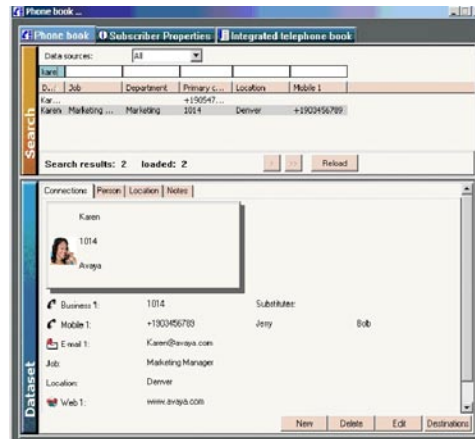 Phone book ...
Phone book Subscriber Properties Integrated telephone book
Data sources: All
kare
D... Job Department Primary c... Location Mobile 1
Kar... +190547...
Karen Marketing ... Marketing 1014 Denver +1903456789
Search
Search results: 2 loaded: 2 > >> Reload
Connections Person Location Notes
Karen
1014
Avaya
Business 1: 1014 Substitutes:
Mobile 1: +1903456789 Jerry Bob
E-mail 1: Karen@avaya.com
Job: Marketing Manager
Location: Denver
Web 1: www.avaya.com
Dataset
New Delete Edit Destinations